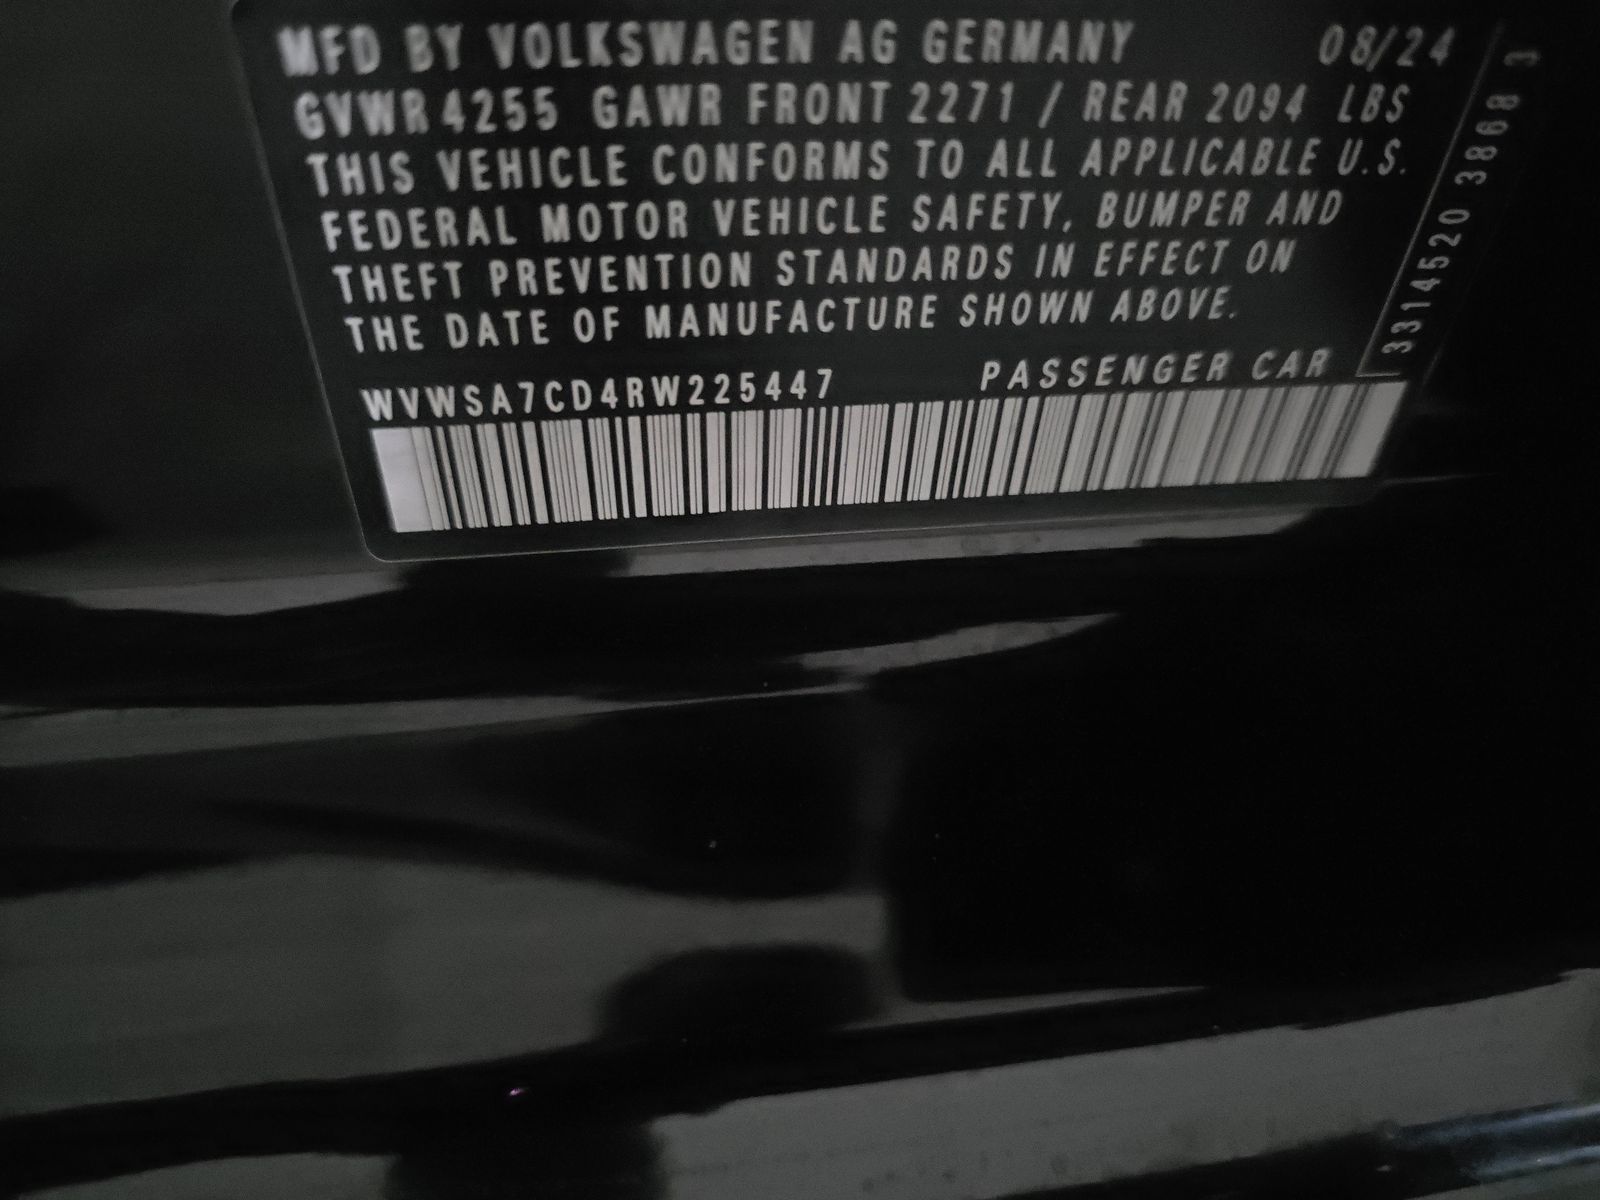 MFD BY VOLKSWAGEN AG GERMANY 08/24
GVWR 4255 GAWR FRONT 2271 / REAR 2094 LBS
THIS VEHICLE CONFORMS TO ALL APPLICABLE U.S.
FEDERAL MOTOR VEHICLE SAFETY, BUMPER AND
THEFT PREVENTION STANDARDS IN EFFECT ON
THE DATE OF MANUFACTURE SHOWN ABOVE.
WVWSA7CD4RW225447 PASSENGER CAR
3314520 3868 3